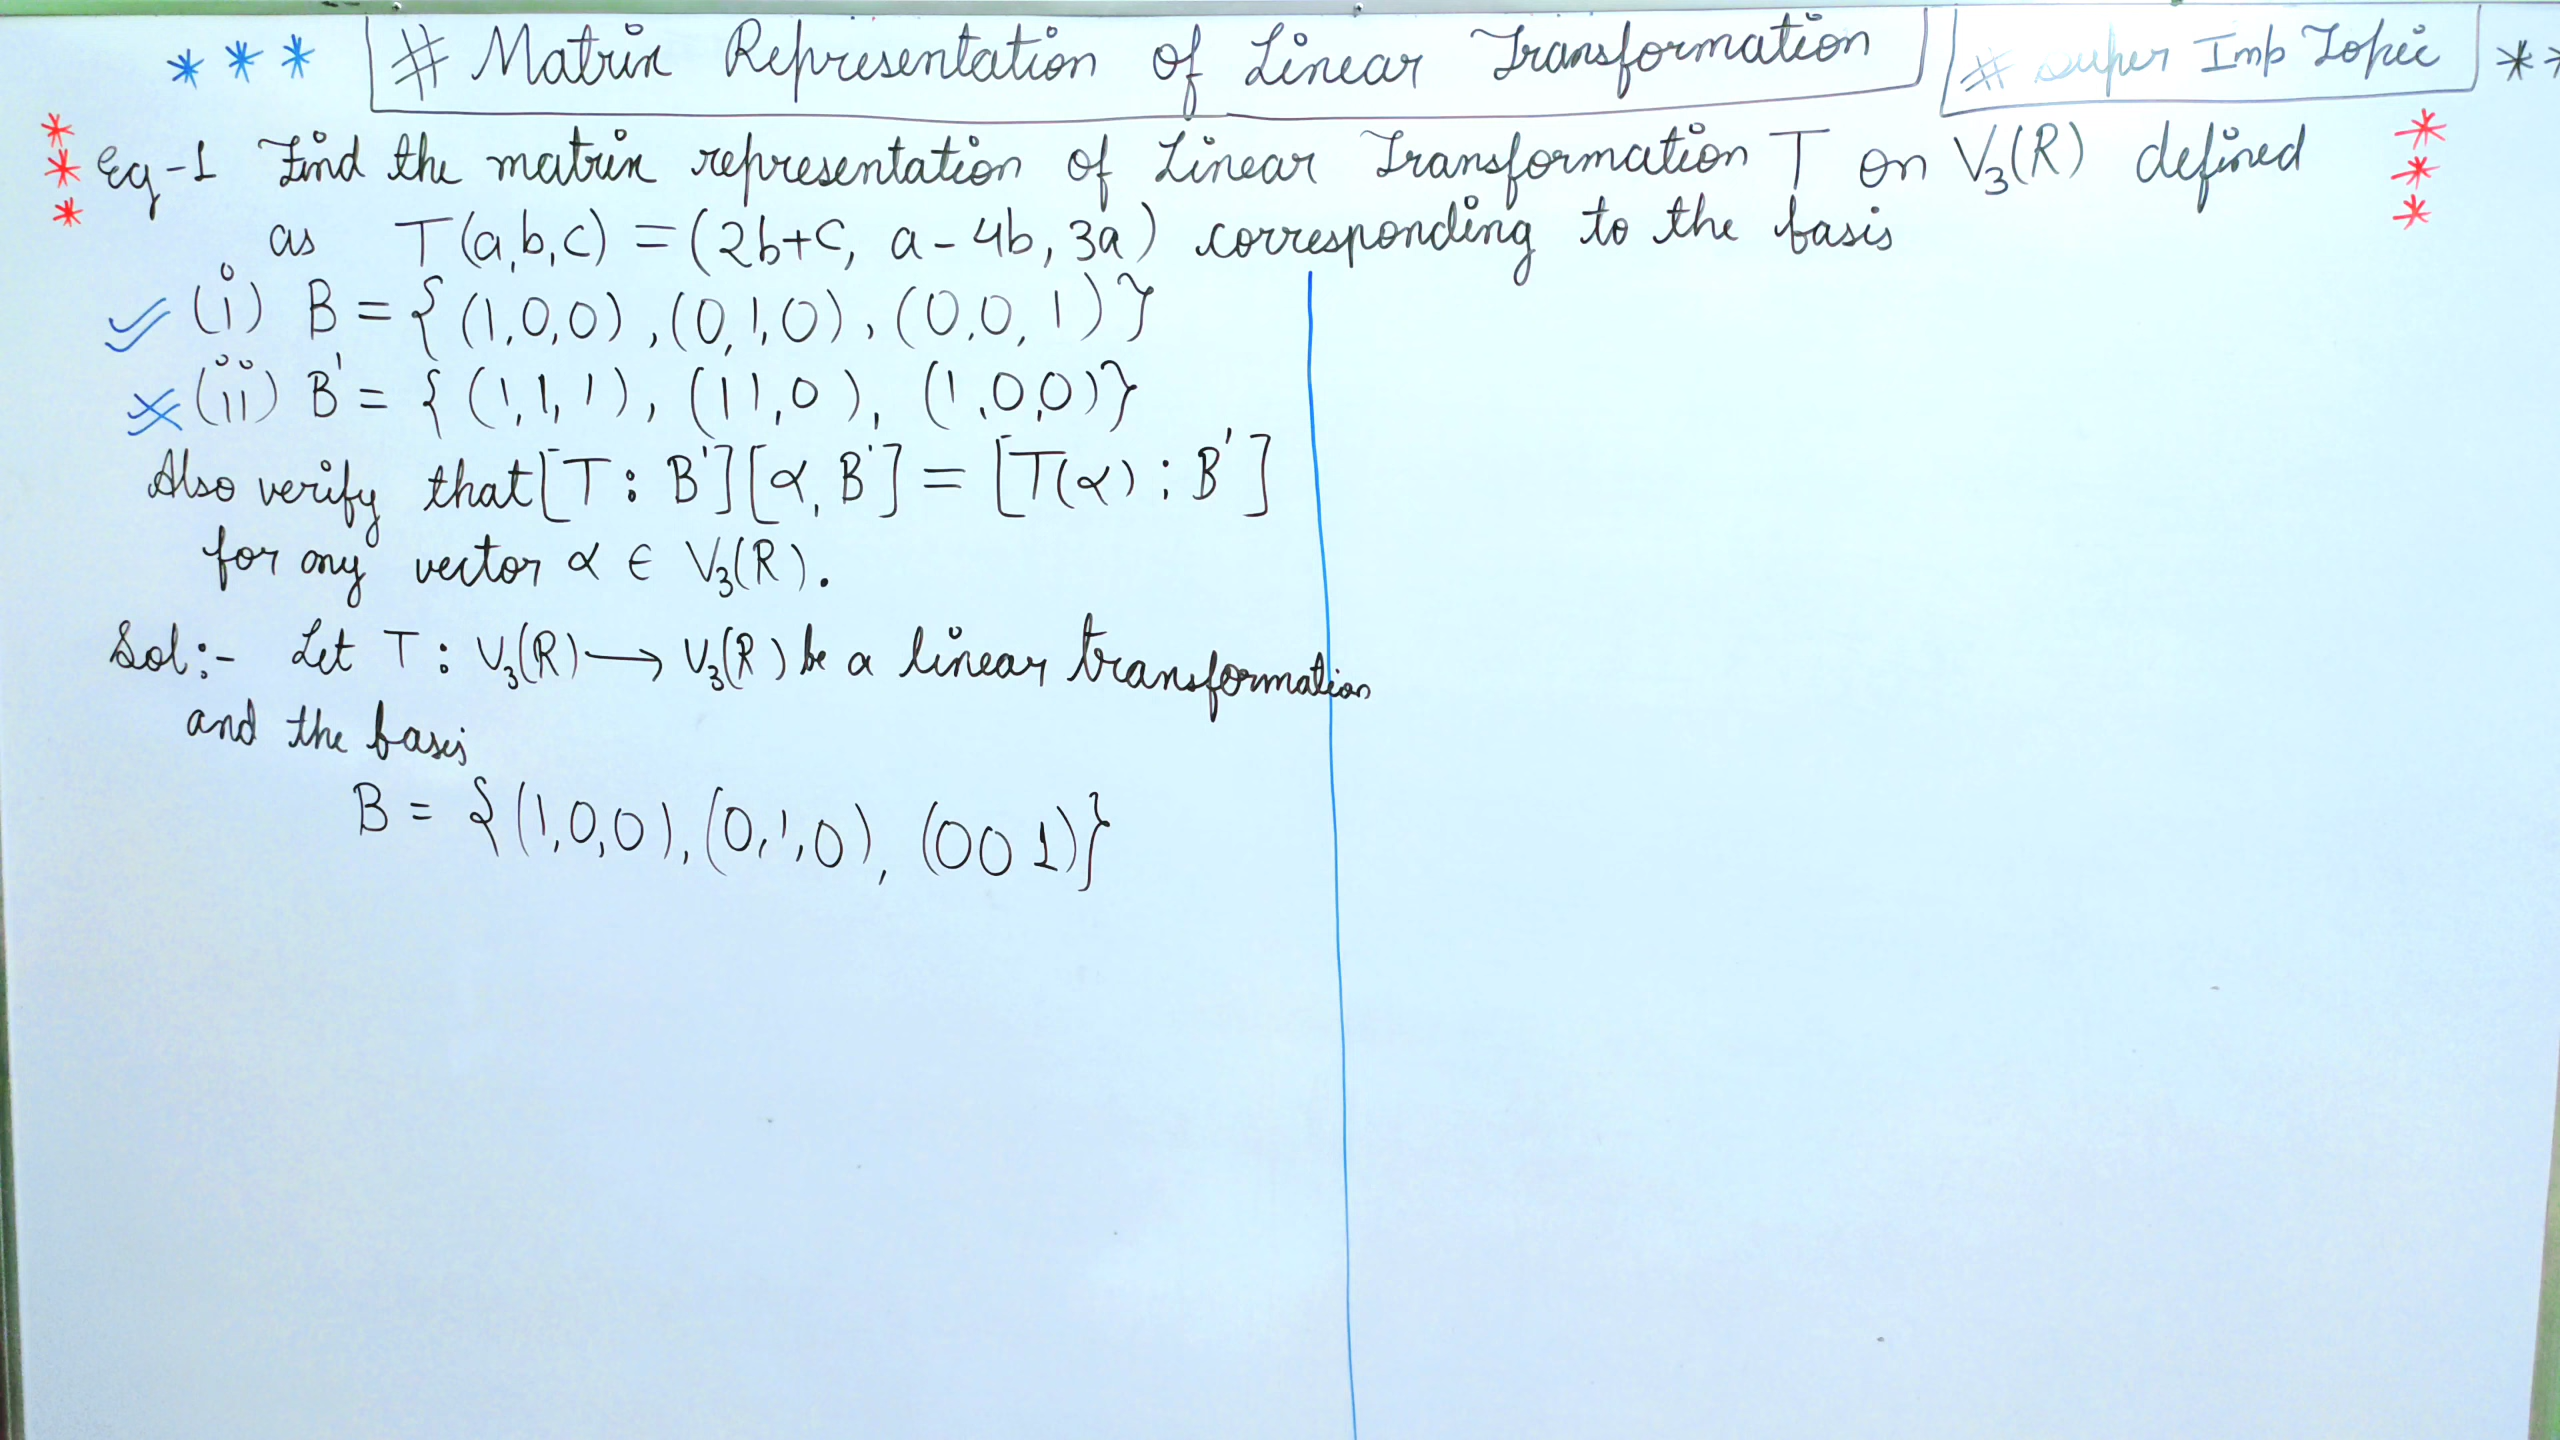 *** # Matrix Representation of Linear Transformation # Super Imp Topic **
*** Eg-1 Find the matrix representation of Linear Transformation T on V₃(R) defined ***
as T(a,b,c) = (2b+c, a-4b, 3a) corresponding to the basis
(i) B = {(1,0,0), (0,1,0), (0,0,1)}
(ii) B' = {(1,1,1), (11,0), (1,0,0)}
Also verify that [T : B'][α, B'] = [T(α) : B']
for any vector α ∈ V₃(R).
Sol:- Let T : V₃(R) → V₃(R) be a linear transformation
and the basis
B = {(1,0,0), (0,1,0), (0 0 1)}